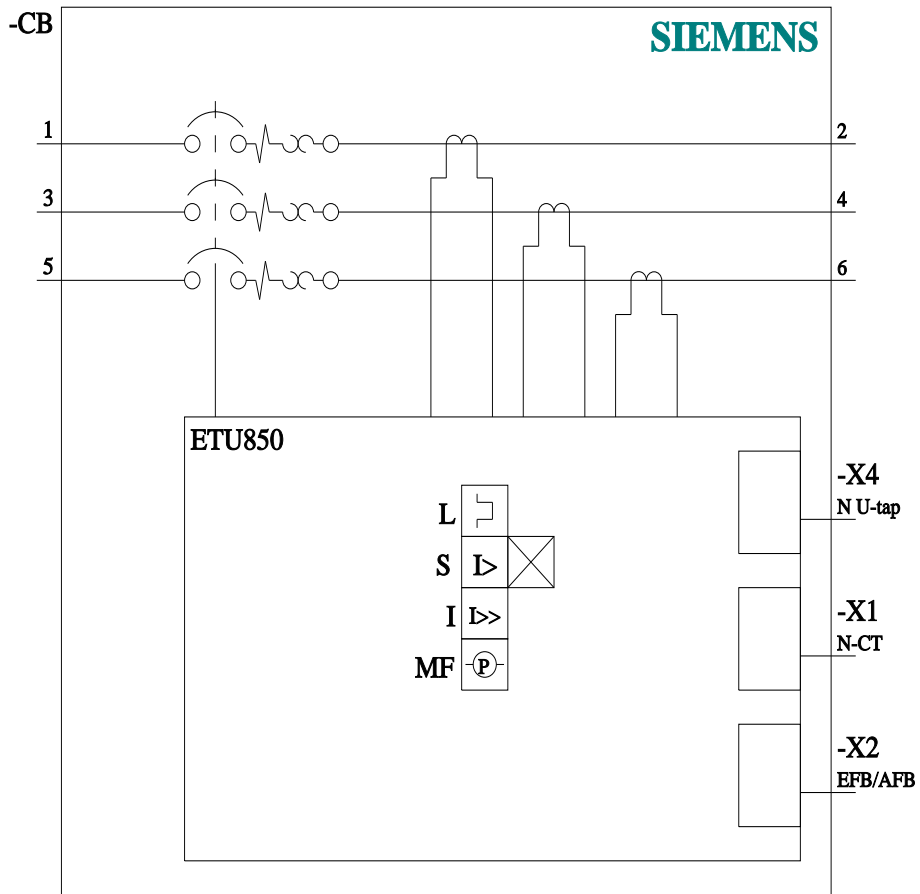 -CB
SIEMENS
1
2
3
4
5
6
ETU850
-X4
N U-tap
L
S
I>
I
I>>
-X1
N-CT
MF
P
-X2
EFB/AFB